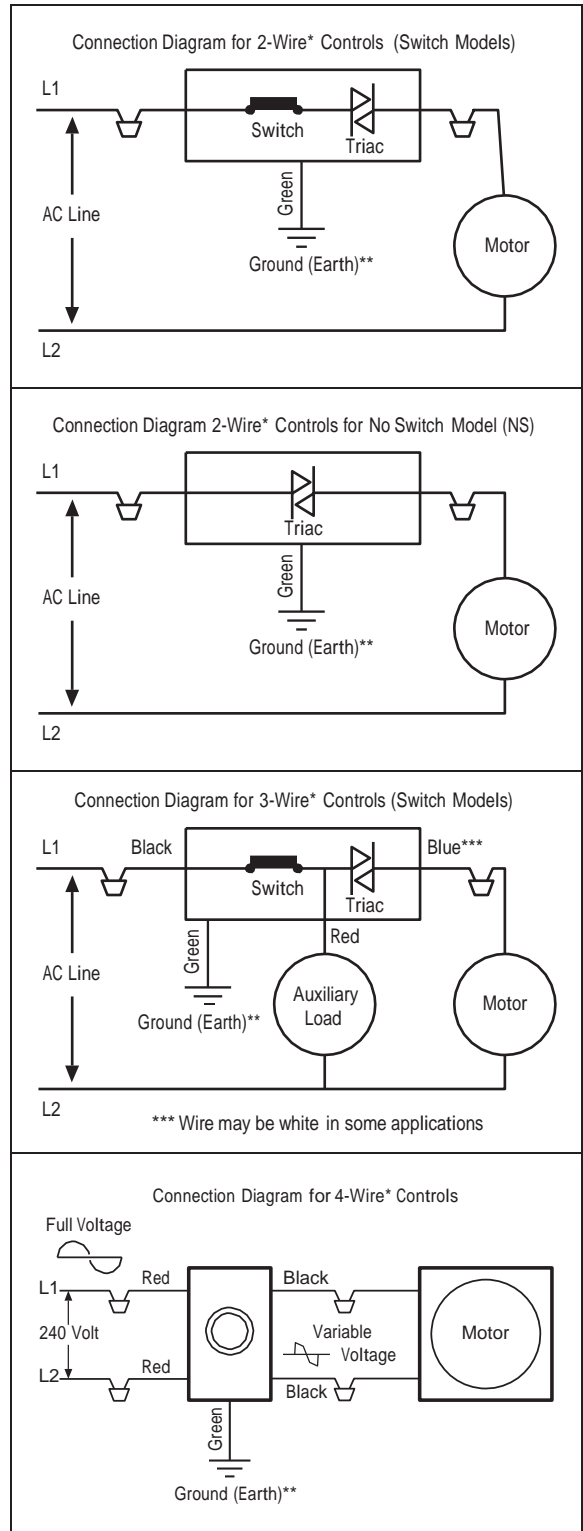 Connection Diagram for 2-Wire* Controls (Switch Models)
L1
Switch
Triac
Green
AC Line
Motor
Ground (Earth)**
L2
Connection Diagram 2-Wire* Controls for No Switch Model (NS)
L1
Triac
Green
AC Line
Motor
Ground (Earth)**
L2
Connection Diagram for 3-Wire* Controls (Switch Models)
L1
Black
Blue***
Switch
Triac
Red
Green
AC Line
Auxiliary
Load
Motor
Ground (Earth)**
L2
*** Wire may be white in some applications
Connection Diagram for 4-Wire* Controls
Full Voltage
L1
Red
Black
240 Volt
Variable
Voltage
Motor
L2
Red
Black
Green
Ground (Earth)**